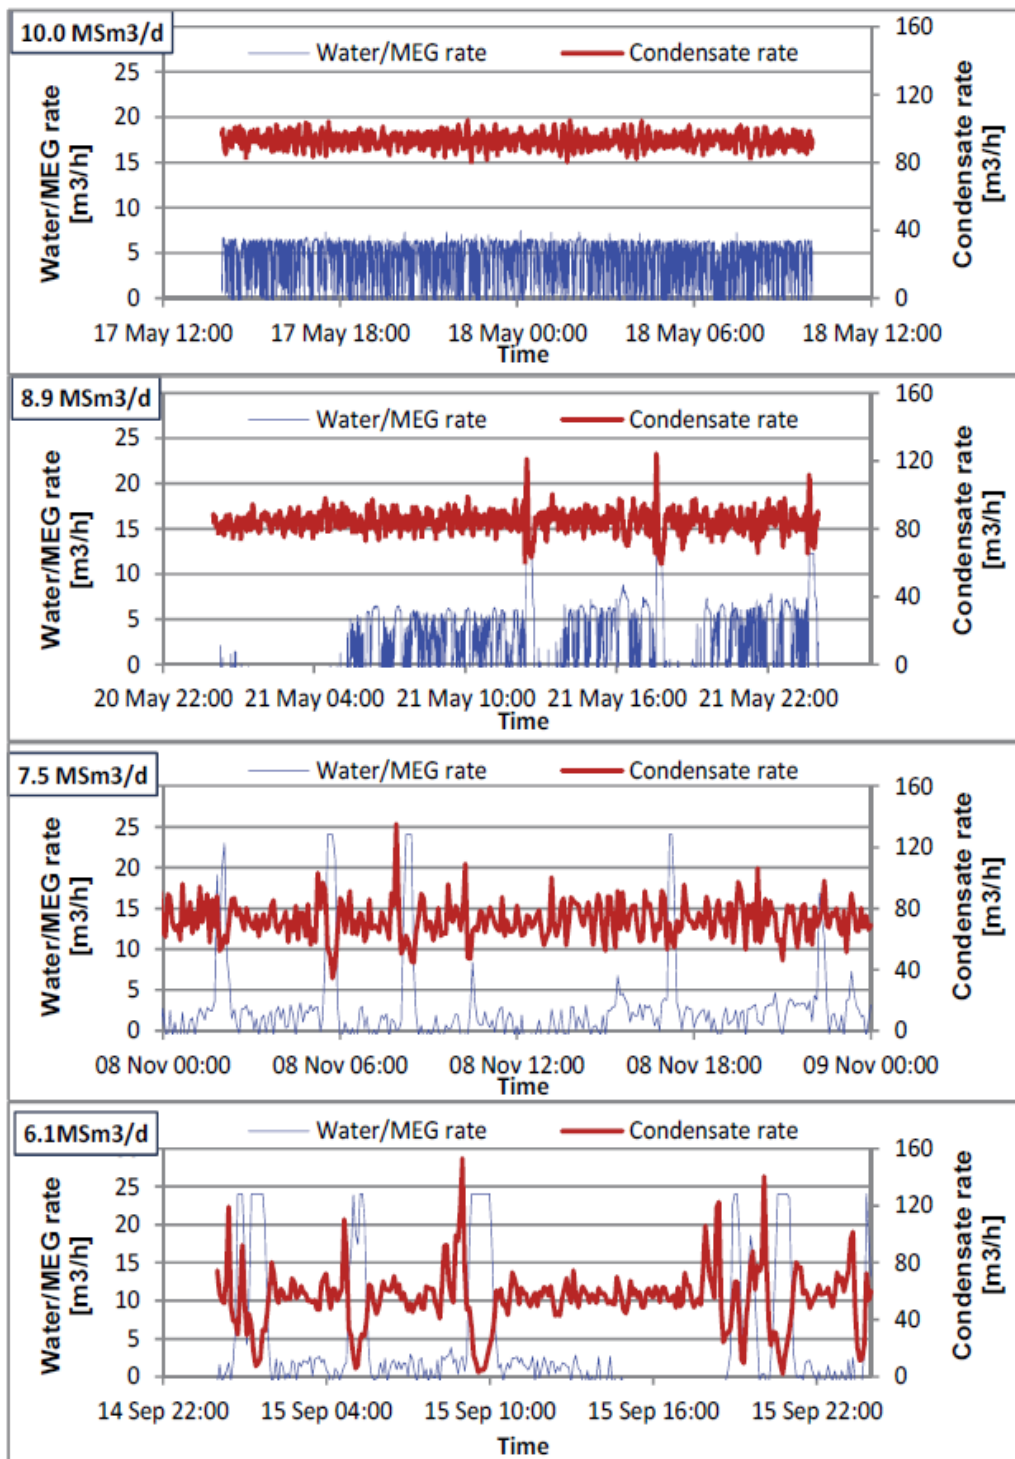 10.0 MSm3/d
Water/MEG rate Condensate rate
160
25
20
15
10
5
0
120
80
40
0
Water/MEG rate
[m3/h]
Condensate rate
[m3/h]
17 May 12:00 17 May 18:00 18 May 00:00 18 May 06:00 18 May 12:00
Time
8.9 MSm3/d
Water/MEG rate Condensate rate
160
25
20
15
10
5
0
120
80
40
0
Water/MEG rate
[m3/h]
Condensate rate
[m3/h]
20 May 22:00 21 May 04:00 21 May 10:00 21 May 16:00 21 May 22:00
Time
7.5 MSm3/d
Water/MEG rate Condensate rate
160
25
20
15
10
5
0
120
80
40
0
Water/MEG rate
[m3/h]
Condensate rate
[m3/h]
08 Nov 00:00 08 Nov 06:00 08 Nov 12:00 08 Nov 18:00 09 Nov 00:00
Time
6.1MSm3/d
Water/MEG rate Condensate rate
160
25
20
15
10
5
0
120
80
40
0
Water/MEG rate
[m3/h]
Condensate rate
[m3/h]
14 Sep 22:00 15 Sep 04:00 15 Sep 10:00 15 Sep 16:00 15 Sep 22:00
Time